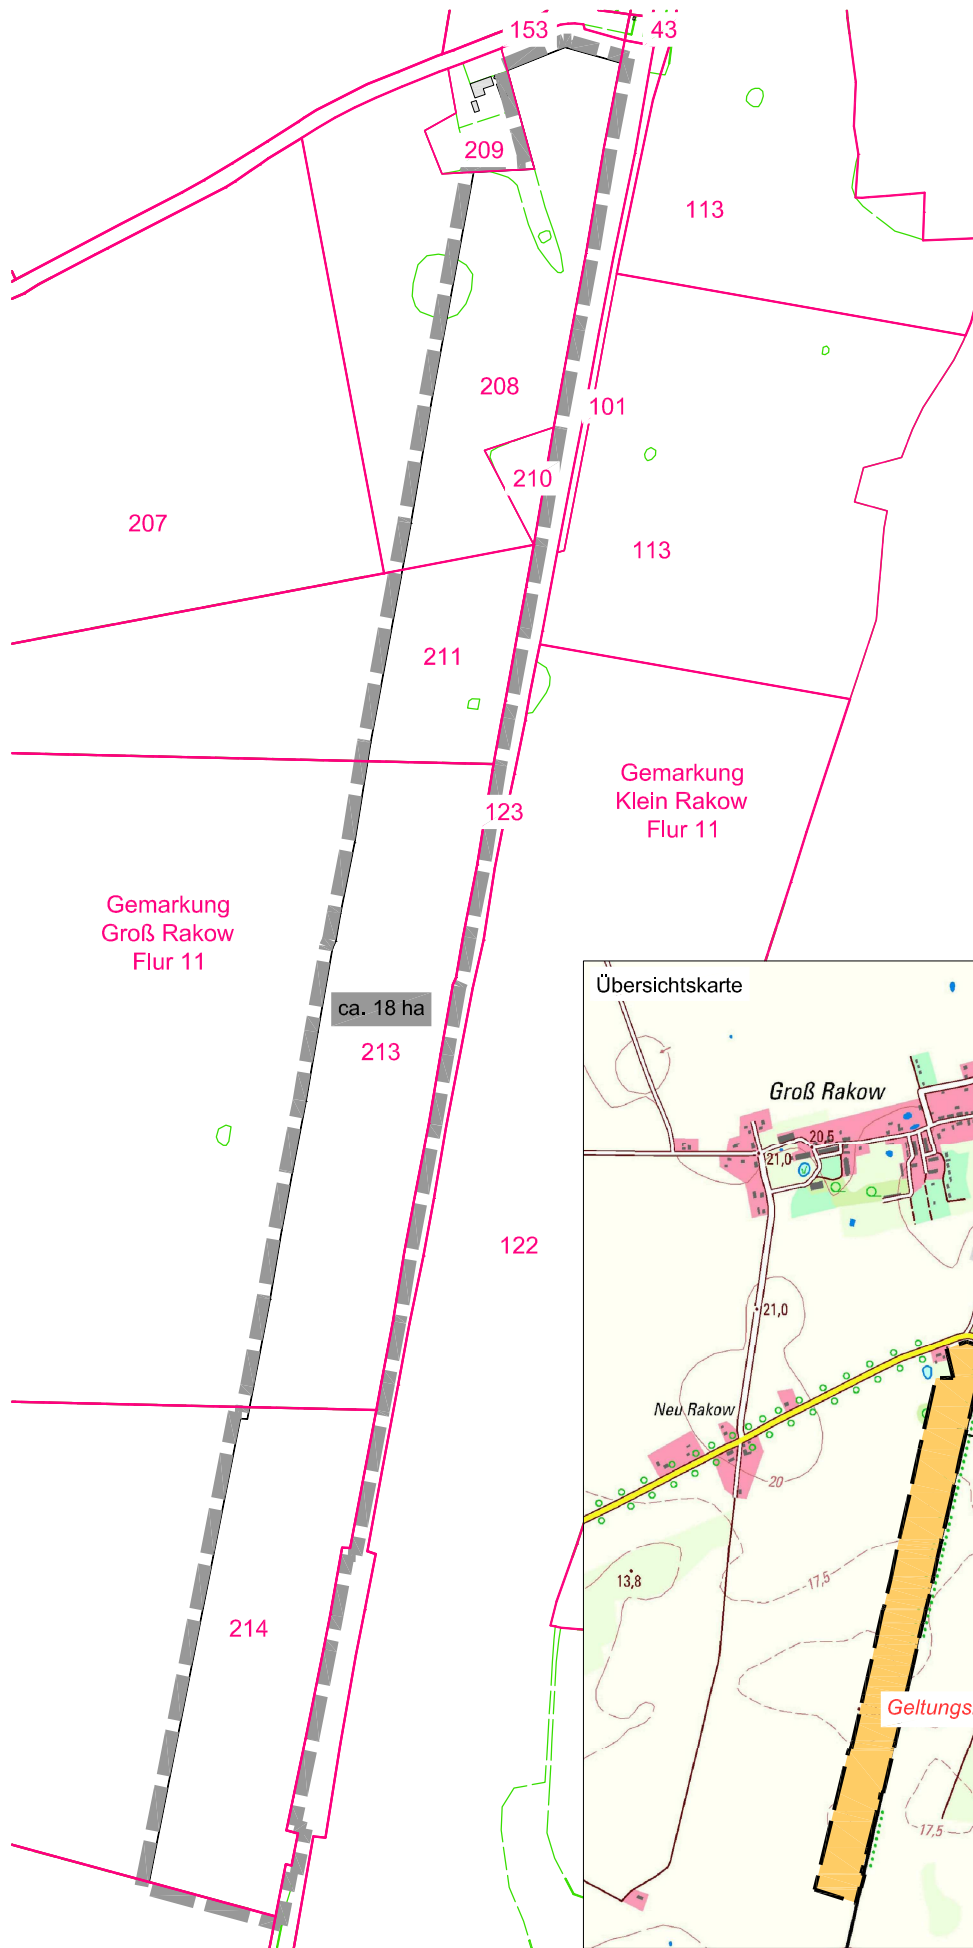 153
43
209
113
208
101
210
207
113
211
Gemarkung
Klein Rakow
Flur 11
123
Gemarkung
Groß Rakow
Flur 11
ca. 18 ha
213
122
214
Übersichtskarte
Groß Rakow
20,5
21,0
21,0
Neu Rakow
20
17,5
13,8
Geltungs
17,5